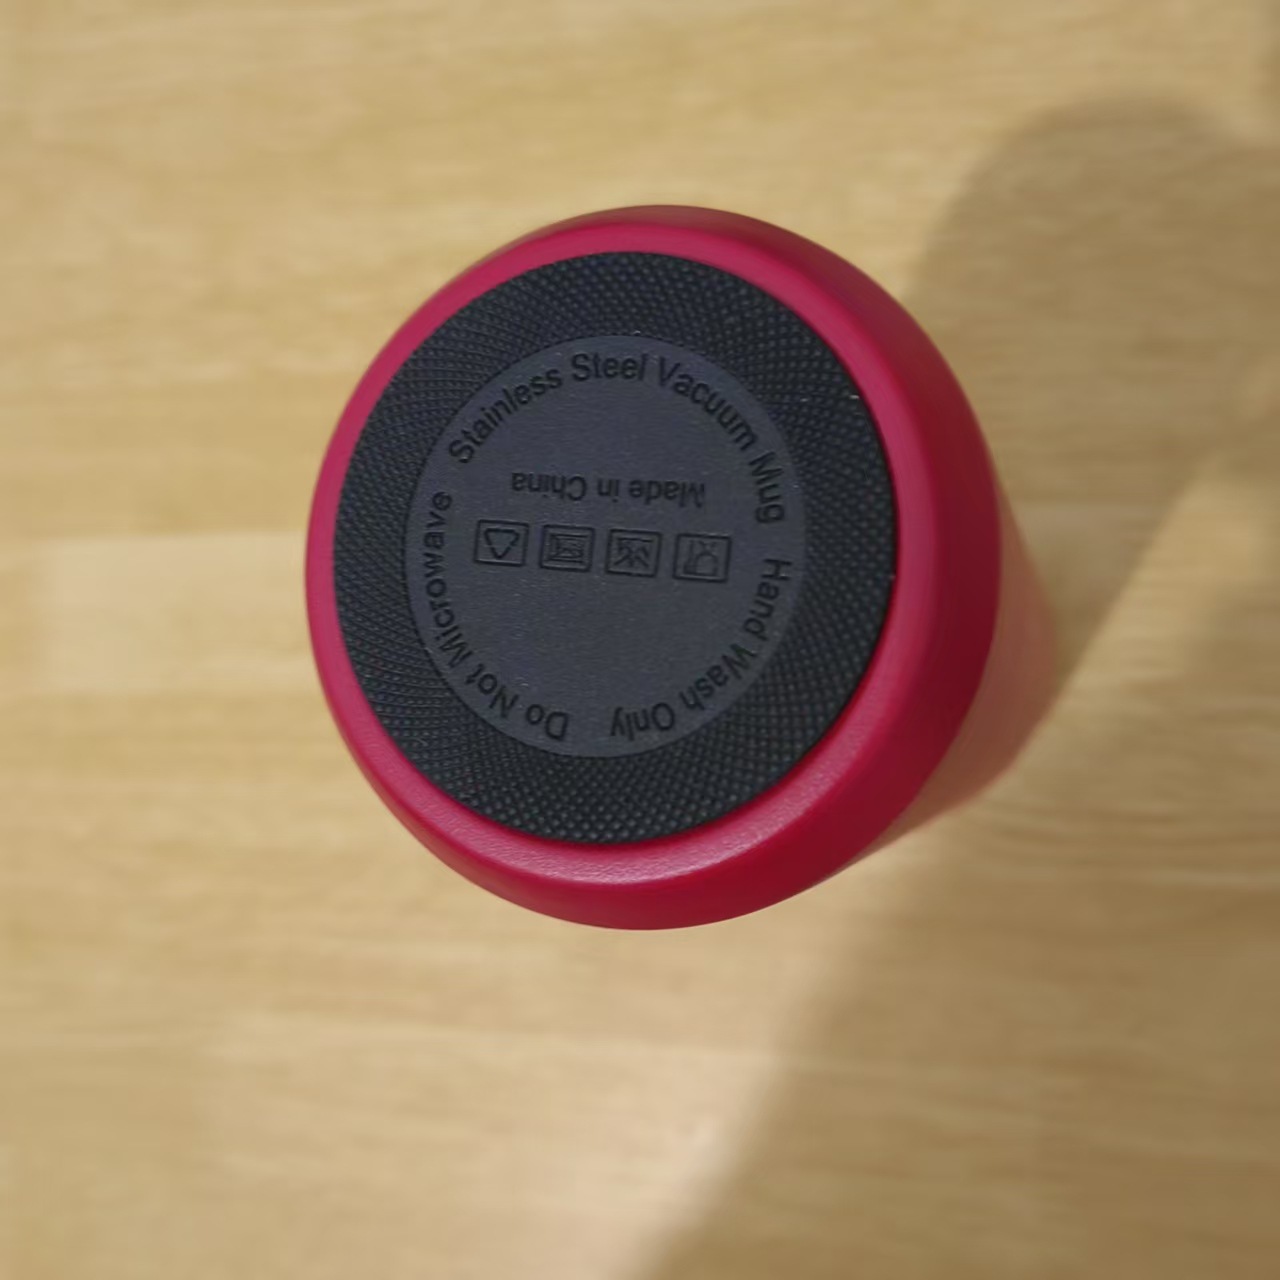 Stainless Steel Vacuum Mug
Hand Wash Only
Do Not Microwave
Made in China